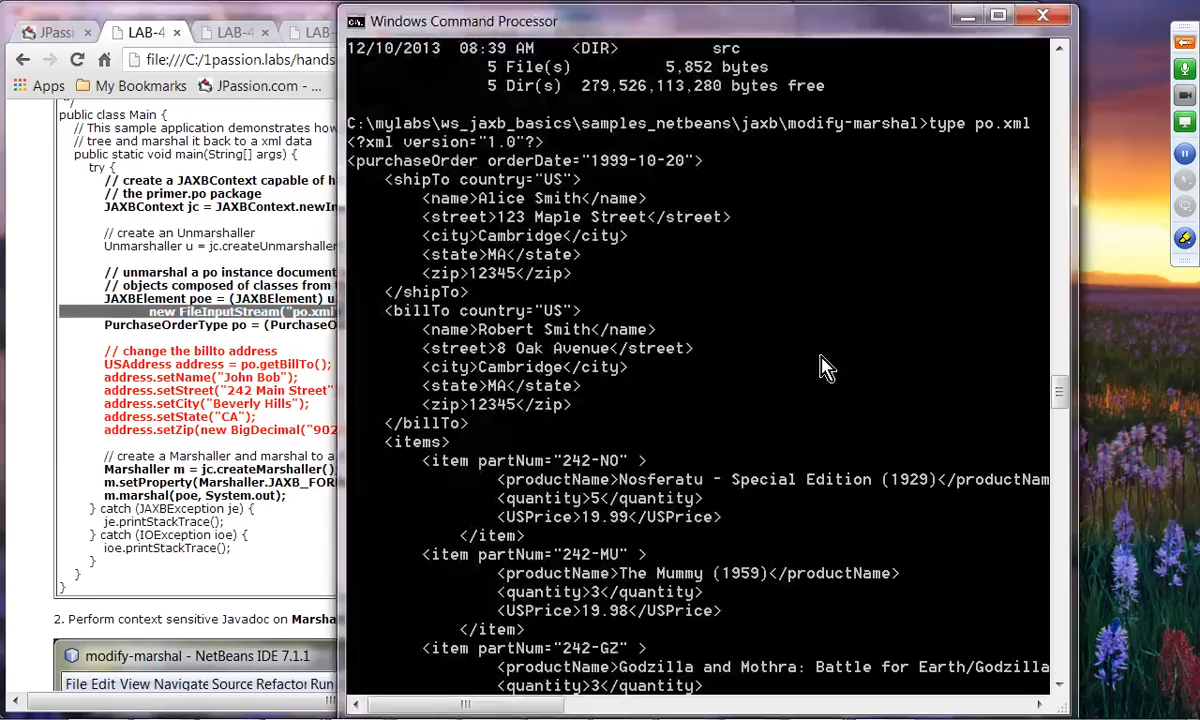 JPassi
LAB-4
LAB-4
LAB
file:///C:/1passion.labs/hands
Apps
My Bookmarks
JPassion.com - ...
public class Main {
// This sample application demonstrates how
// tree and marshal it back to a xml data
public static void main(String[] args) {
try {
// create a JAXBContext capable of h
// the primer.po package
JAXBContext jc = JAXBContext.newIn
// create an Unmarshaller
Unmarshaller u = jc.createUnmarshaller
// unmarshal a po instance document
// objects composed of classes from t
JAXBElement poe = (JAXBElement) u
new FileInputStream("po.xml
PurchaseOrderType po = (PurchaseO
// change the billto address
USAddress address = po.getBillTo();
address.setName("John Bob");
address.setStreet("242 Main Street"
address.setCity("Beverly Hills");
address.setState("CA");
address.setZip(new BigDecimal("902
// create a Marshaller and marshal to a
Marshaller m = jc.createMarshaller();
m.setProperty(Marshaller.JAXB_FOR
m.marshal(poe, System.out);
} catch (JAXBException je) {
je.printStackTrace();
} catch (IOException ioe) {
ioe.printStackTrace();
}
}
}
2. Perform context sensitive Javadoc on Marsha
modify-marshal - NetBeans IDE 7.1.1
File Edit View Navigate Source Refactor Run
Windows Command Processor
12/10/2013  08:39 AM    <DIR>          src
5 File(s)          5,852 bytes
5 Dir(s)  279,526,113,280 bytes free
C:\mylabs\ws_jaxb_basics\samples_netbeans\jaxb\modify-marshal>type po.xml
<?xml version="1.0"?>
<purchaseOrder orderDate="1999-10-20">
<shipTo country="US">
<name>Alice Smith</name>
<street>123 Maple Street</street>
<city>Cambridge</city>
<state>MA</state>
<zip>12345</zip>
</shipTo>
<billTo country="US">
<name>Robert Smith</name>
<street>8 Oak Avenue</street>
<city>Cambridge</city>
<state>MA</state>
<zip>12345</zip>
</billTo>
<items>
<item partNum="242-NO" >
<productName>Nosferatu - Special Edition (1929)</productNam
<quantity>5</quantity>
<USPrice>19.99</USPrice>
</item>
<item partNum="242-MU" >
<productName>The Mummy (1959)</productName>
<quantity>3</quantity>
<USPrice>19.98</USPrice>
</item>
<item partNum="242-GZ" >
<productName>Godzilla and Mothra: Battle for Earth/Godzilla
<quantity>3</quantity>